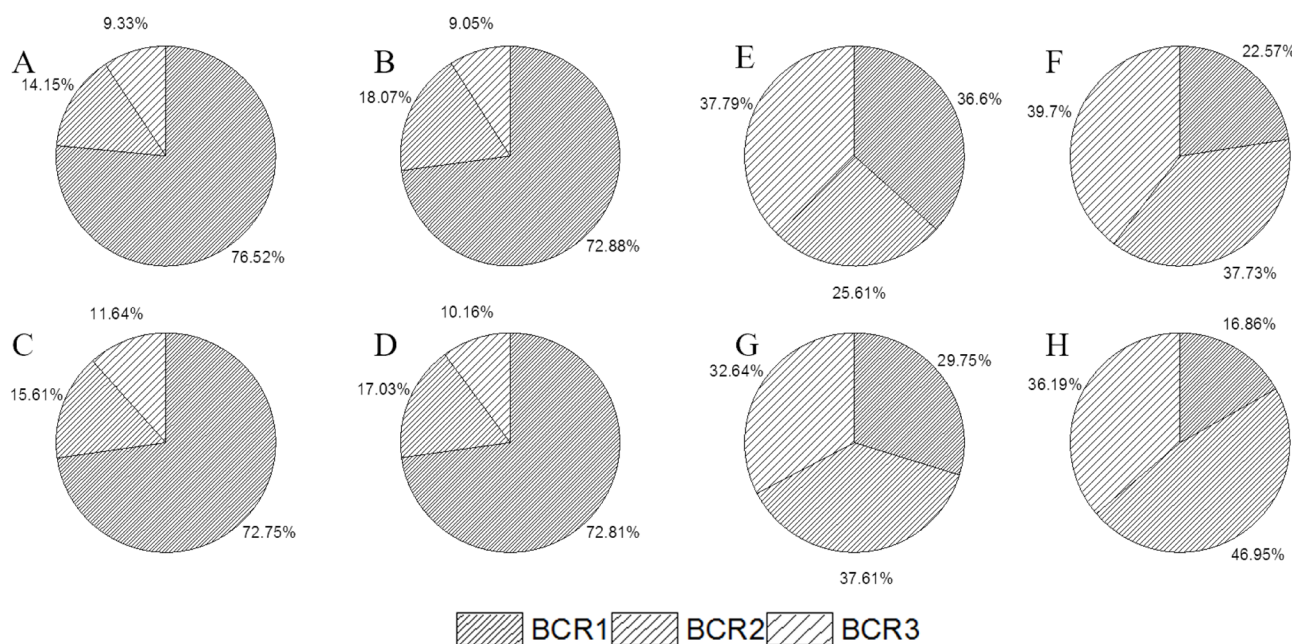 A
9.33%
14.15%
76.52%
B
9.05%
18.07%
72.88%
E
37.79%
36.6%
25.61%
F
22.57%
39.7%
37.73%
C
11.64%
15.61%
72.75%
D
10.16%
17.03%
72.81%
G
32.64%
29.75%
37.61%
H
16.86%
36.19%
46.95%
BCR1 BCR2 BCR3